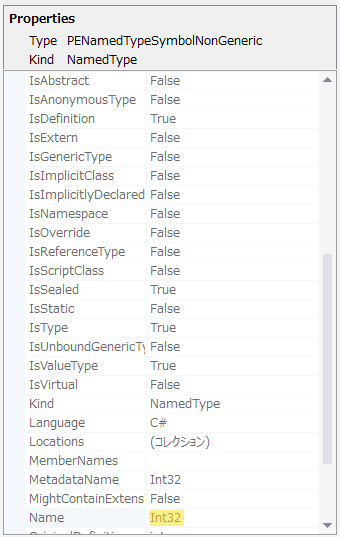 Properties
Type PENamedTypeSymbolNonGeneric
Kind NamedType
IsAbstract False
IsAnonymousType False
IsDefinition True
IsExtern False
IsGenericType False
IsImplicitClass False
IsImplicitlyDeclared False
IsNamespace False
IsOverride False
IsReferenceType False
IsScriptClass False
IsSealed True
IsStatic False
IsType True
IsUnboundGenericTy False
IsValueType True
IsVirtual False
Kind NamedType
Language C#
Locations (コレクション)
MemberNames
MetadataName Int32
MightContainExtens False
Name Int32